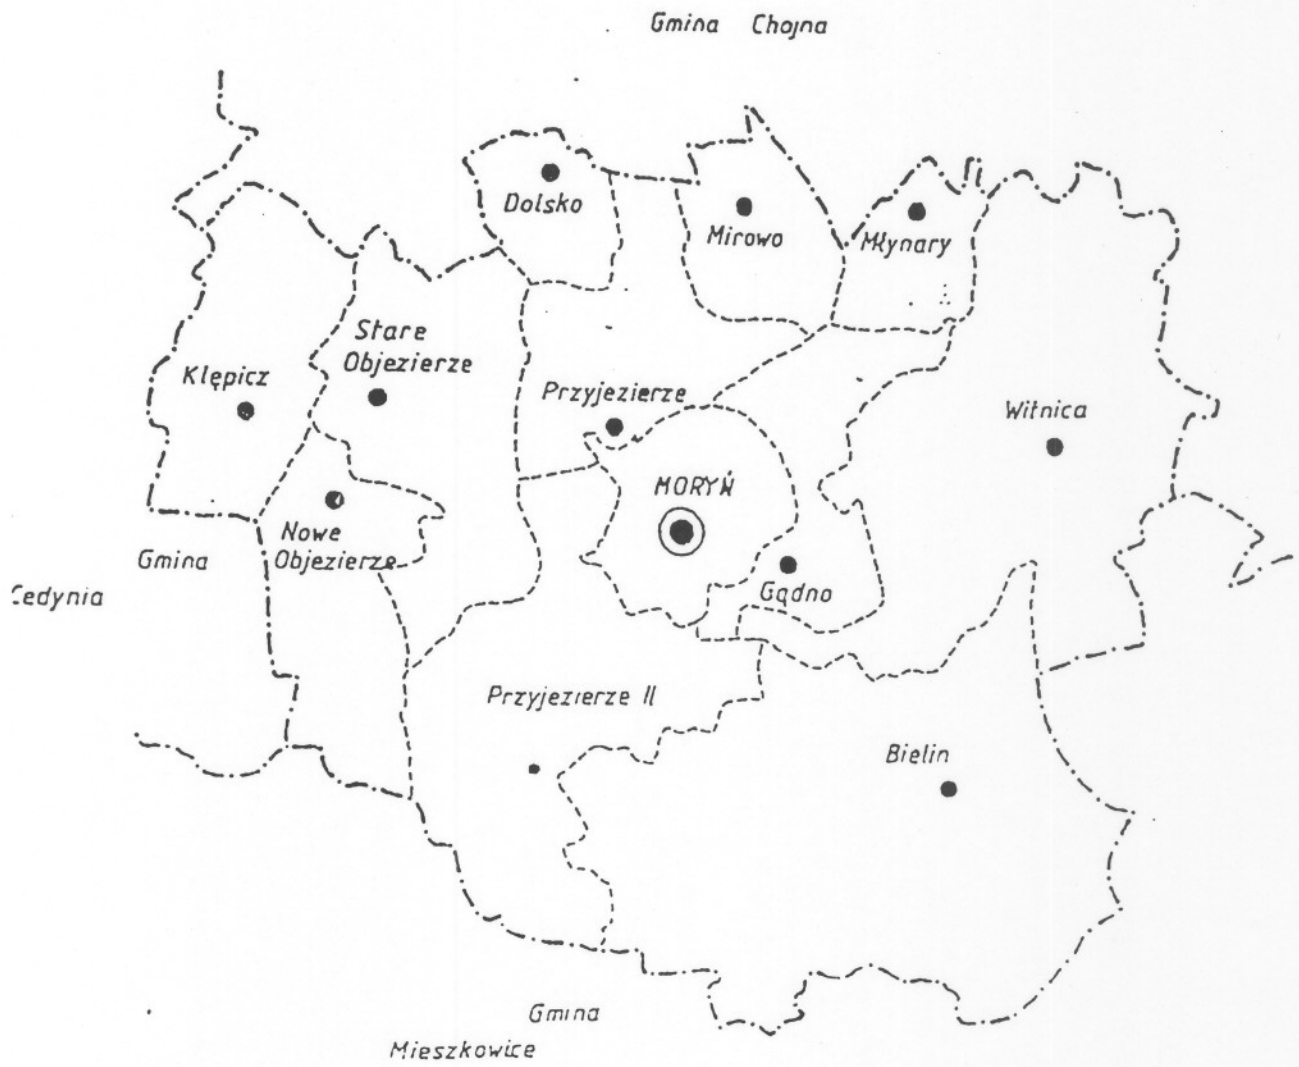 Gmina Chojna
Dolsko
Mirowo
Młynary
Stare
Objezierze
Klępicz
Przyjezierze
Witnica
MORYŃ
Nowe
Objezierze
Gmina
Cedynia
Gądno
Przyjezierze II
Bielin
Gmina
Mieszkowice